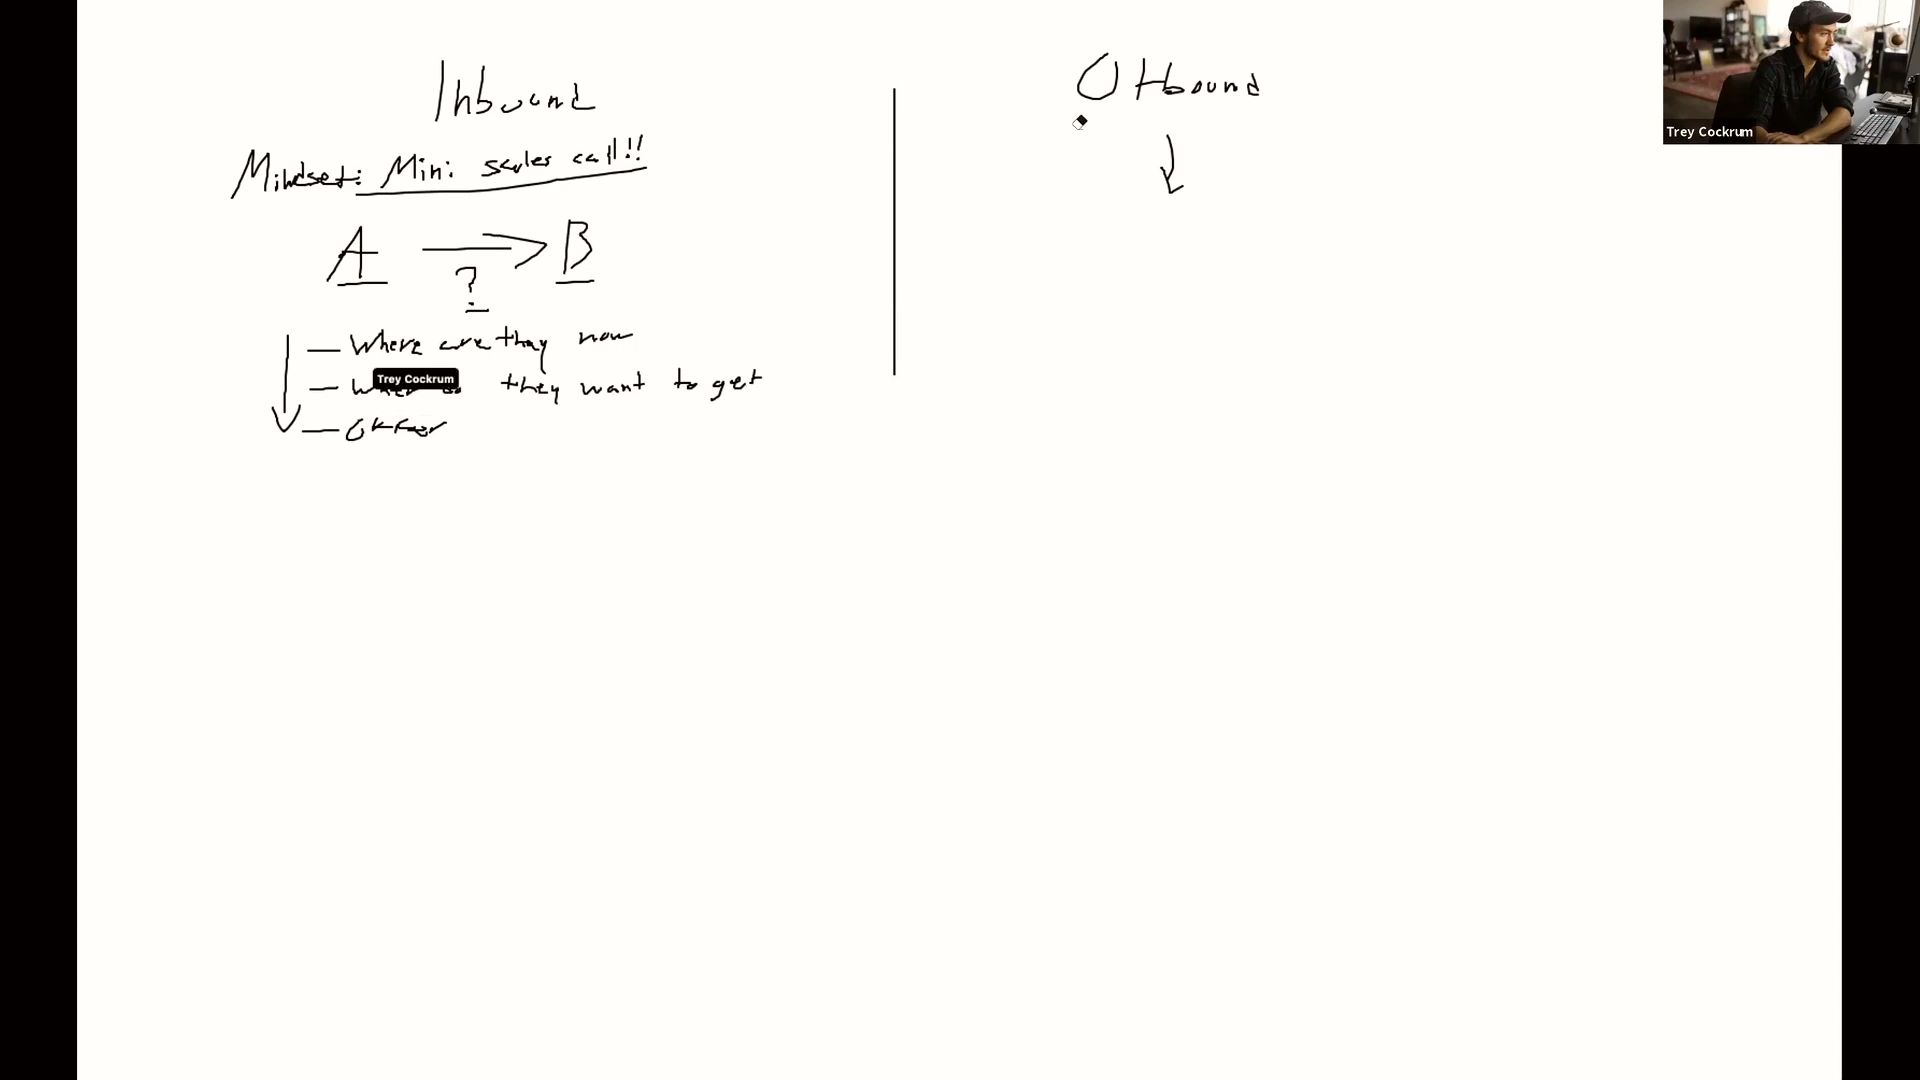 Inbound
Mindset: Mini sales call!!
A → B
?
— Where are they now
— they want to get
— Offer
Outbound
Trey Cockrum
Trey Cockrum